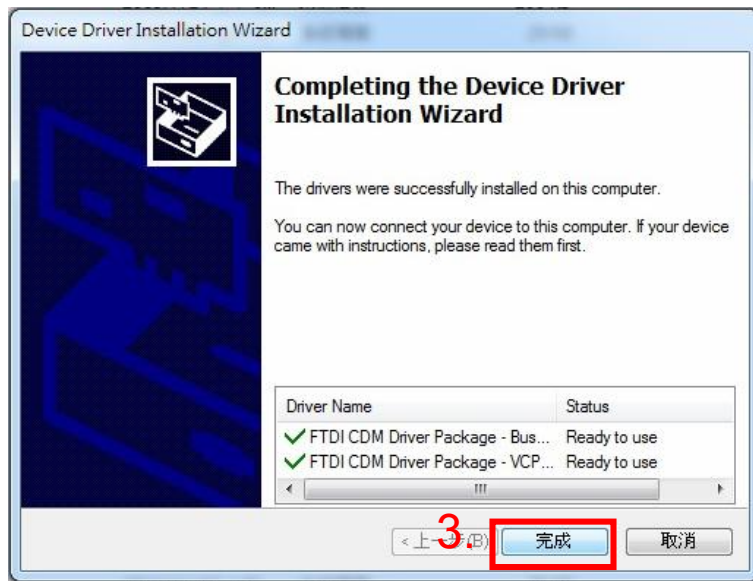 Device Driver Installation Wizard
Completing the Device Driver
Installation Wizard
The drivers were successfully installed on this computer.
You can now connect your device to this computer. If your device
came with instructions, please read them first.
Driver Name Status
FTDI CDM Driver Package - Bus... Ready to use
FTDI CDM Driver Package - VCP... Ready to use
3.
<上一步(B) 完成 取消